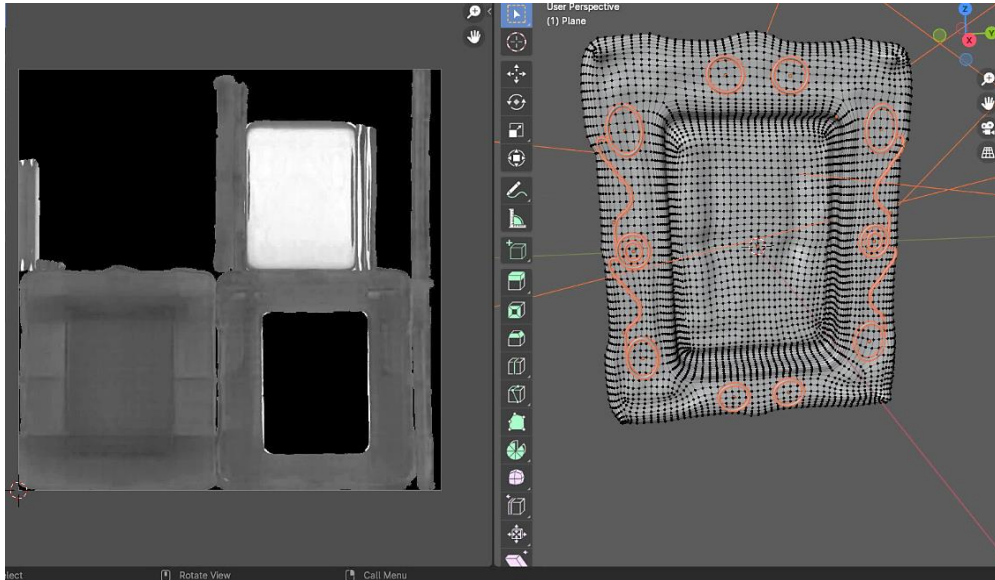 User Perspective
(1) Plane
Z
Y
X
elect
Rotate View
Call Menu